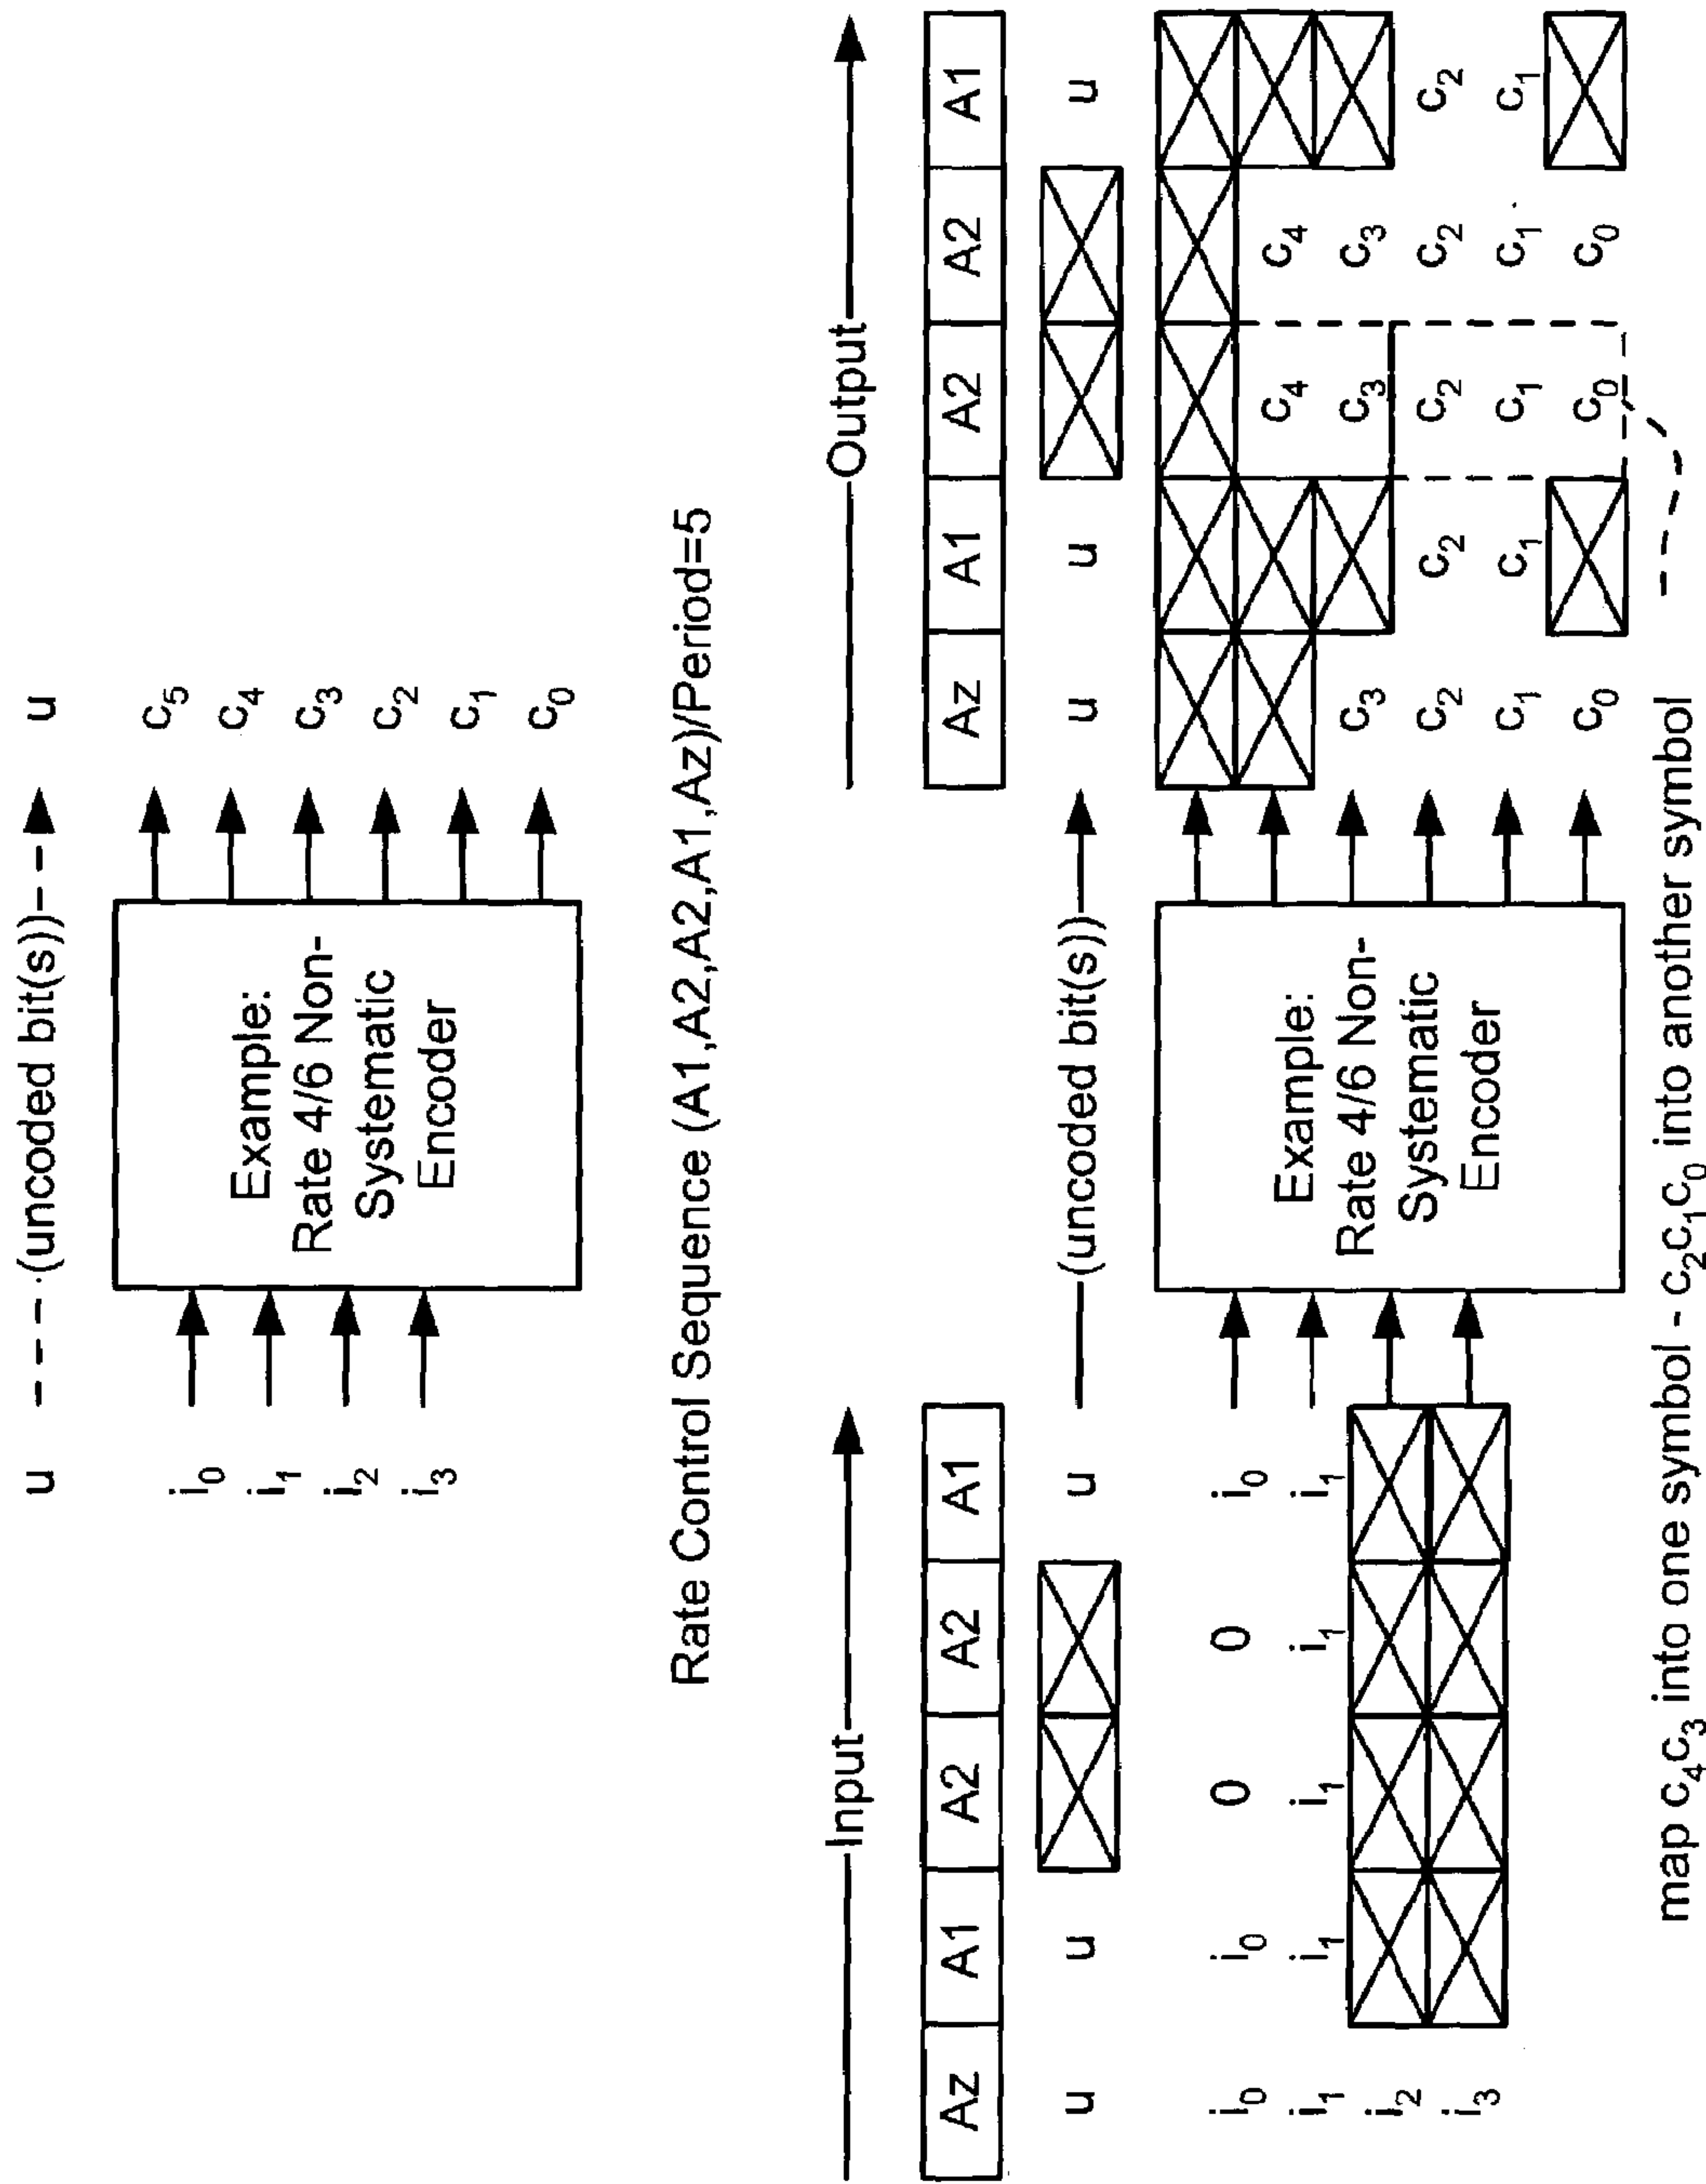 u - - - - (uncoded bit(s)) - - - u
i₀
i₁
i₂
i₃
Example:
Rate 4/6 Non-
Systematic
Encoder
c₅
c₄
c₃
c₂
c₁
c₀
Rate Control Sequence (A1,A2,A2,A1,Az)/Period=5
Input
Output
Az A1 A2 A2 A1
Az A1 A2 A2 A1
u u u
(uncoded bit(s))
u u u
i₀ i₀ 0 0 i₀
i₁ i₁ i₁ i₁ i₁
i₂
i₃
Example:
Rate 4/6 Non-
Systematic
Encoder
c₄ c₄
c₃ c₃ c₃
c₂ c₂ c₂ c₂ c₂
c₁ c₁ c₁ c₁ c₁
c₀ c₀ c₀
map c₄c₃ into one symbol - c₂c₁c₀ into another symbol